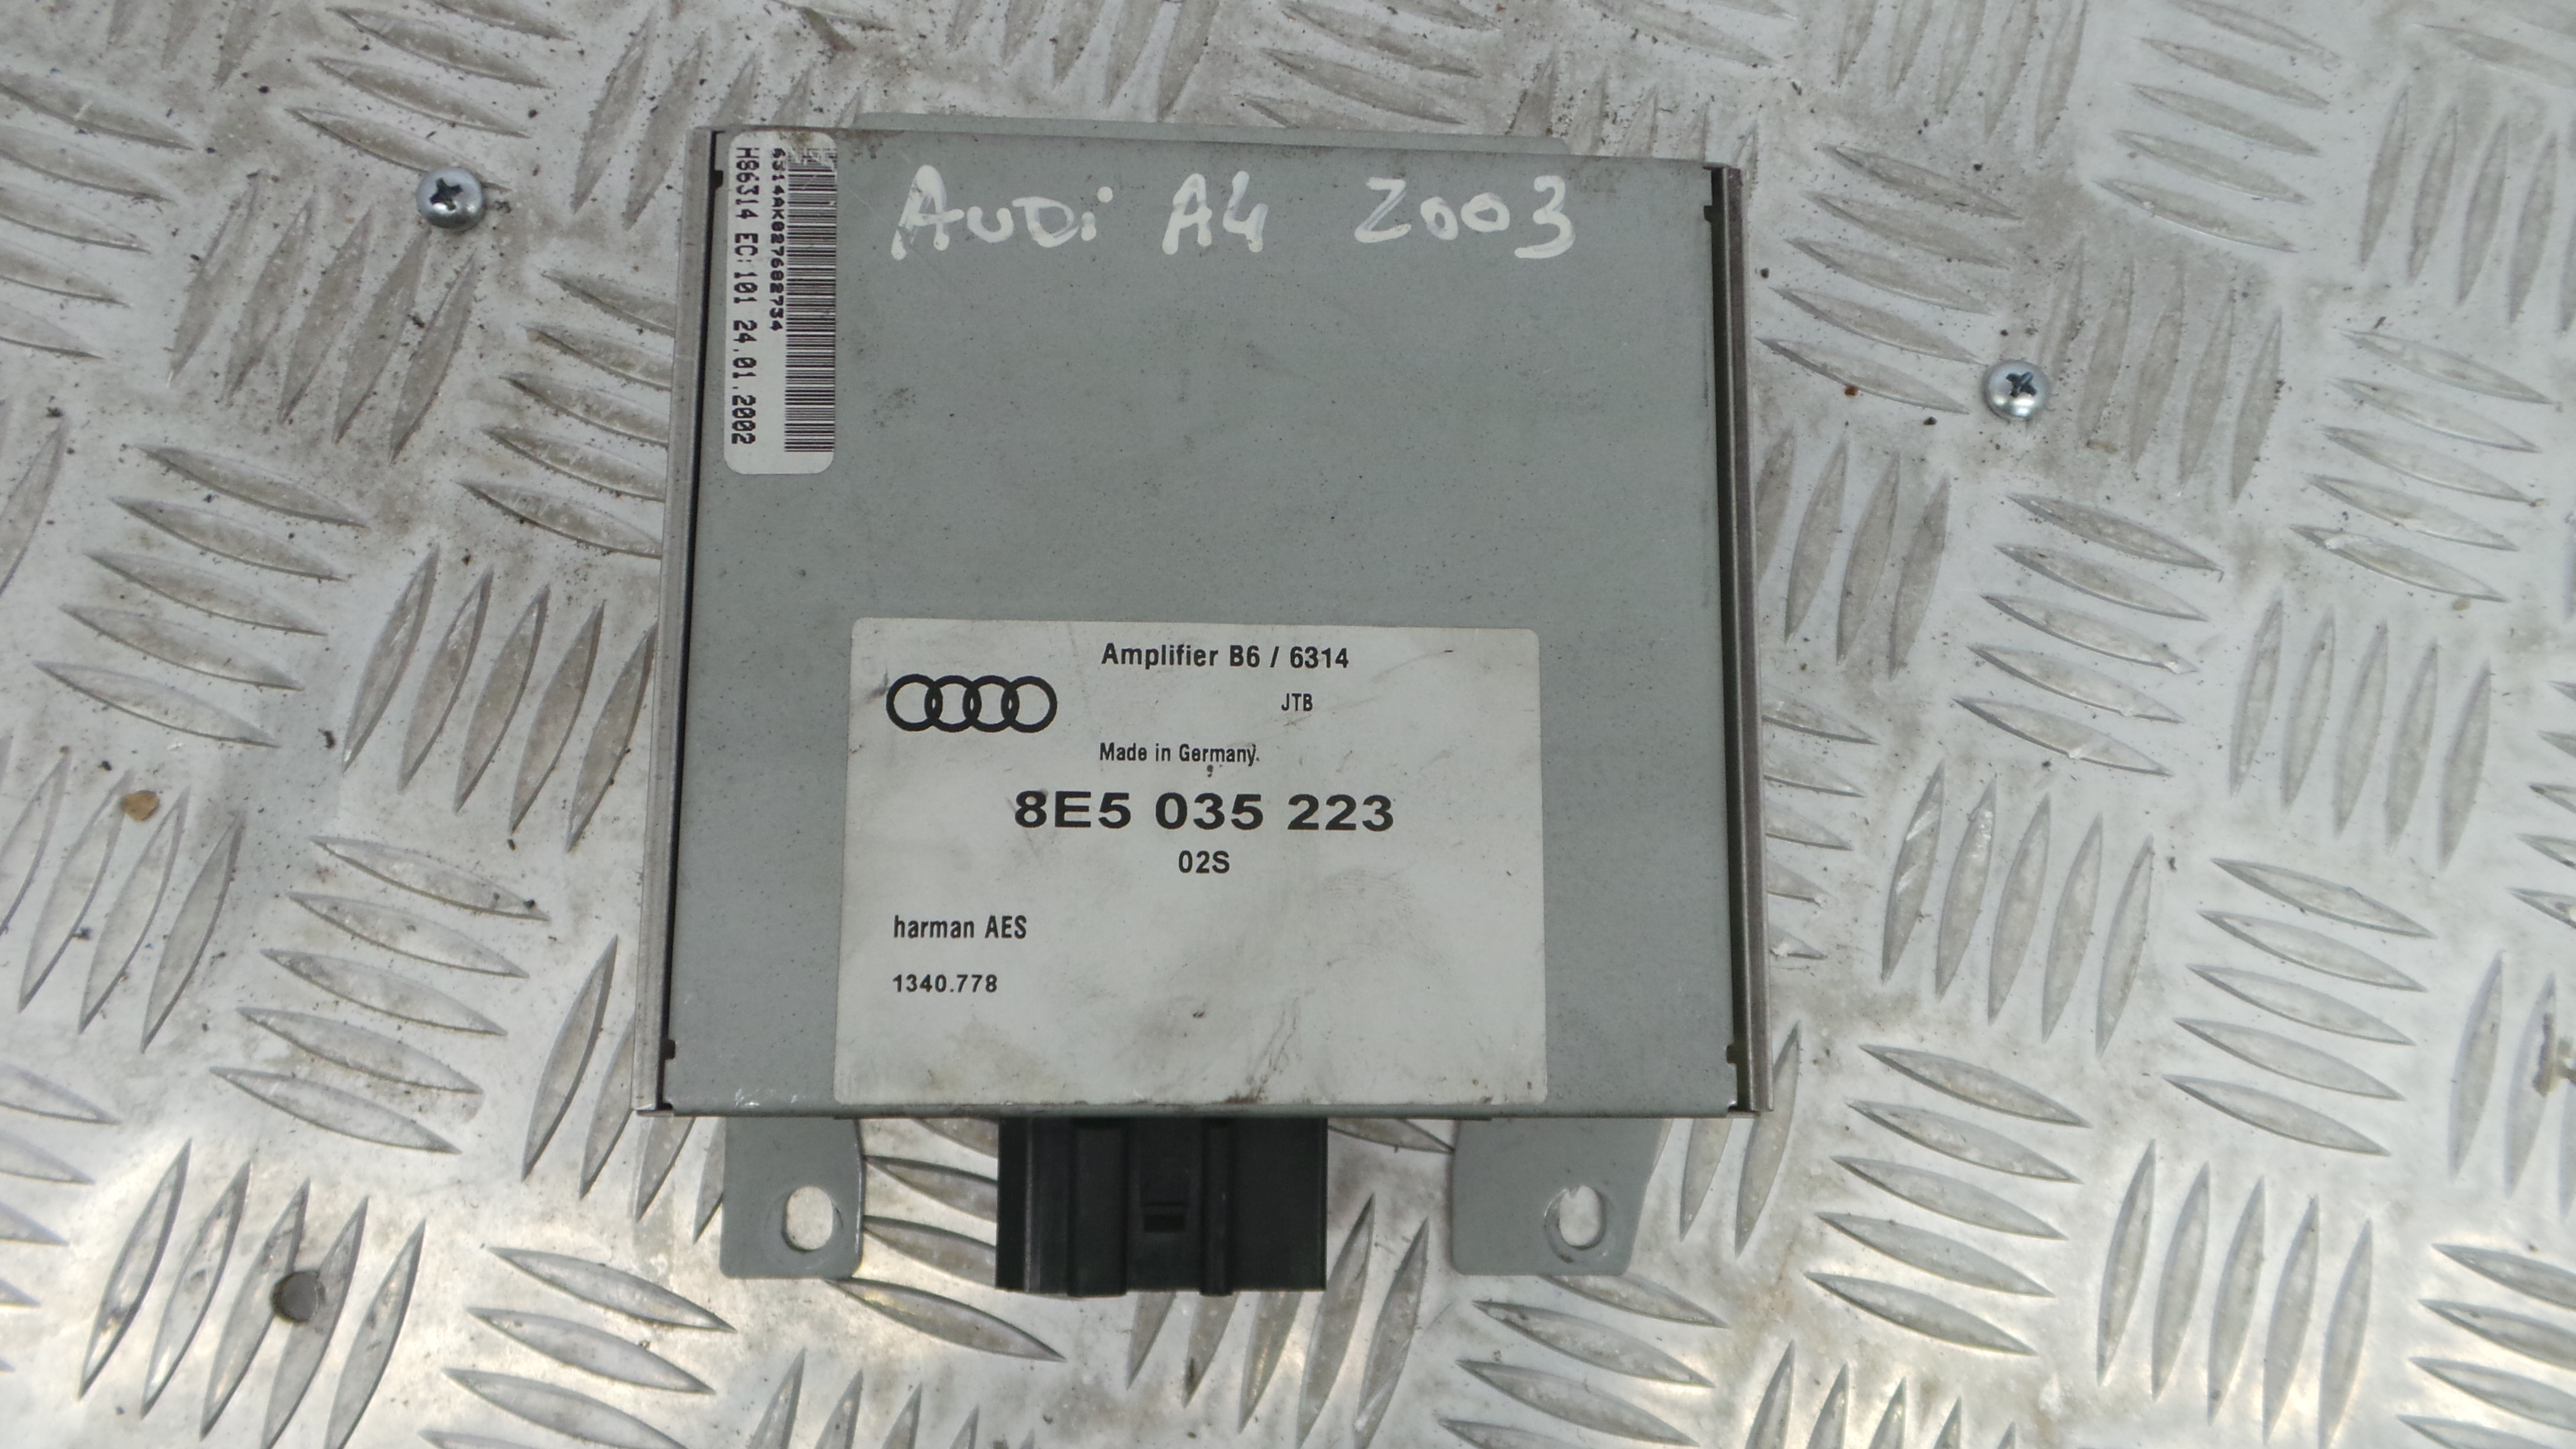 AUDi A4 2003
6314AK02768Z734
H86314 EC:101 24.01.2002
Amplifier B6 / 6314
JTB
Made in Germany
8E5 035 223
02S
harman AES
1340.778